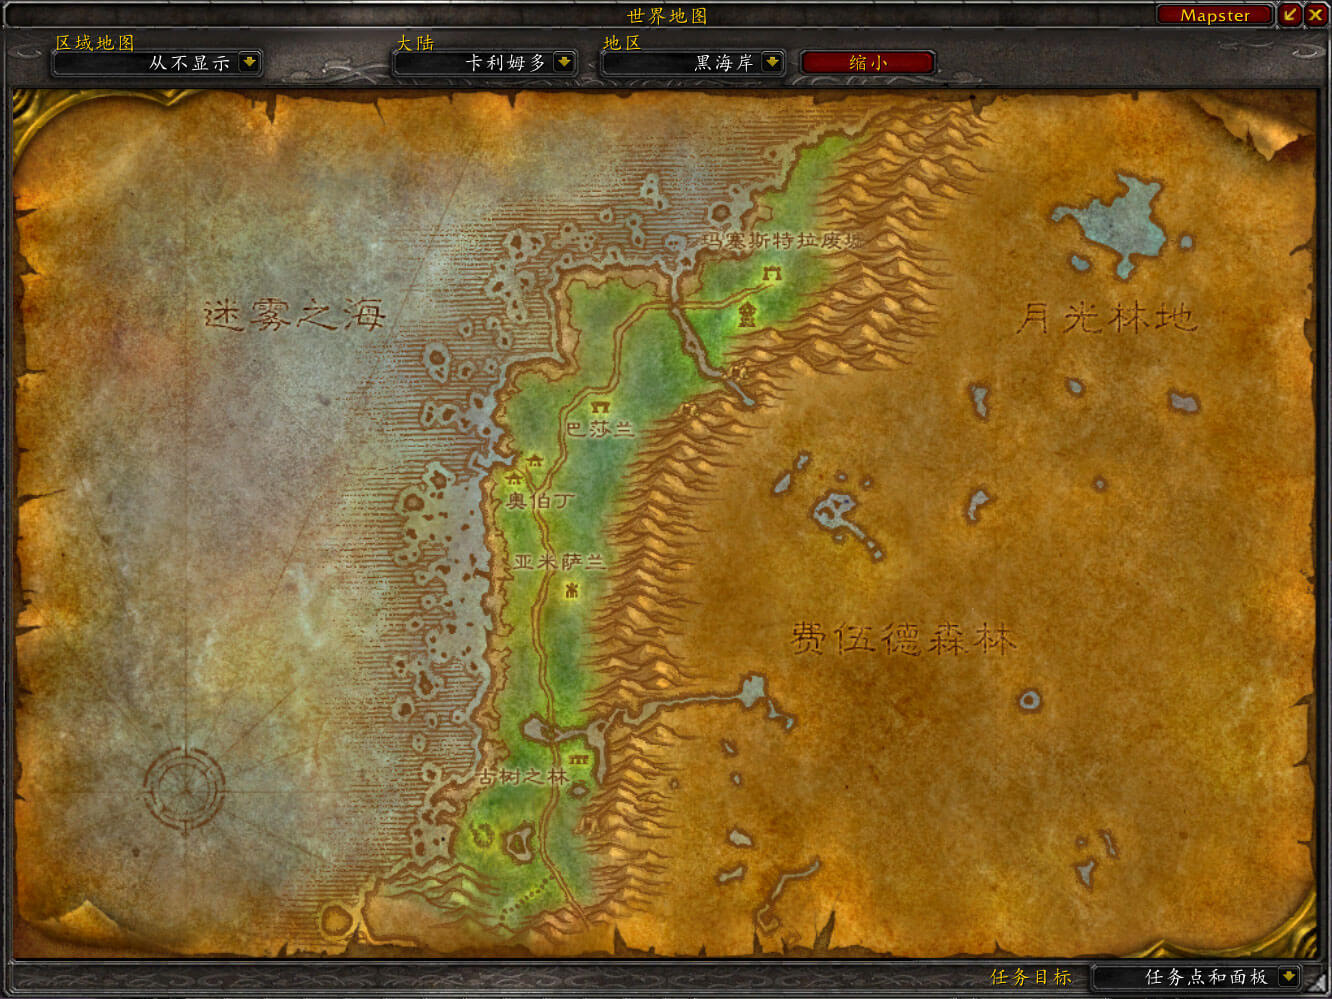 世界地图
Mapster
区域地图
大陆
地区
从不显示
卡利姆多
黑海岸
缩小
玛塞斯特拉废墟
迷雾之海
月光林地
巴莎兰
奥伯丁
亚米萨兰
费伍德森林
古树之林
任务目标
任务点和面板